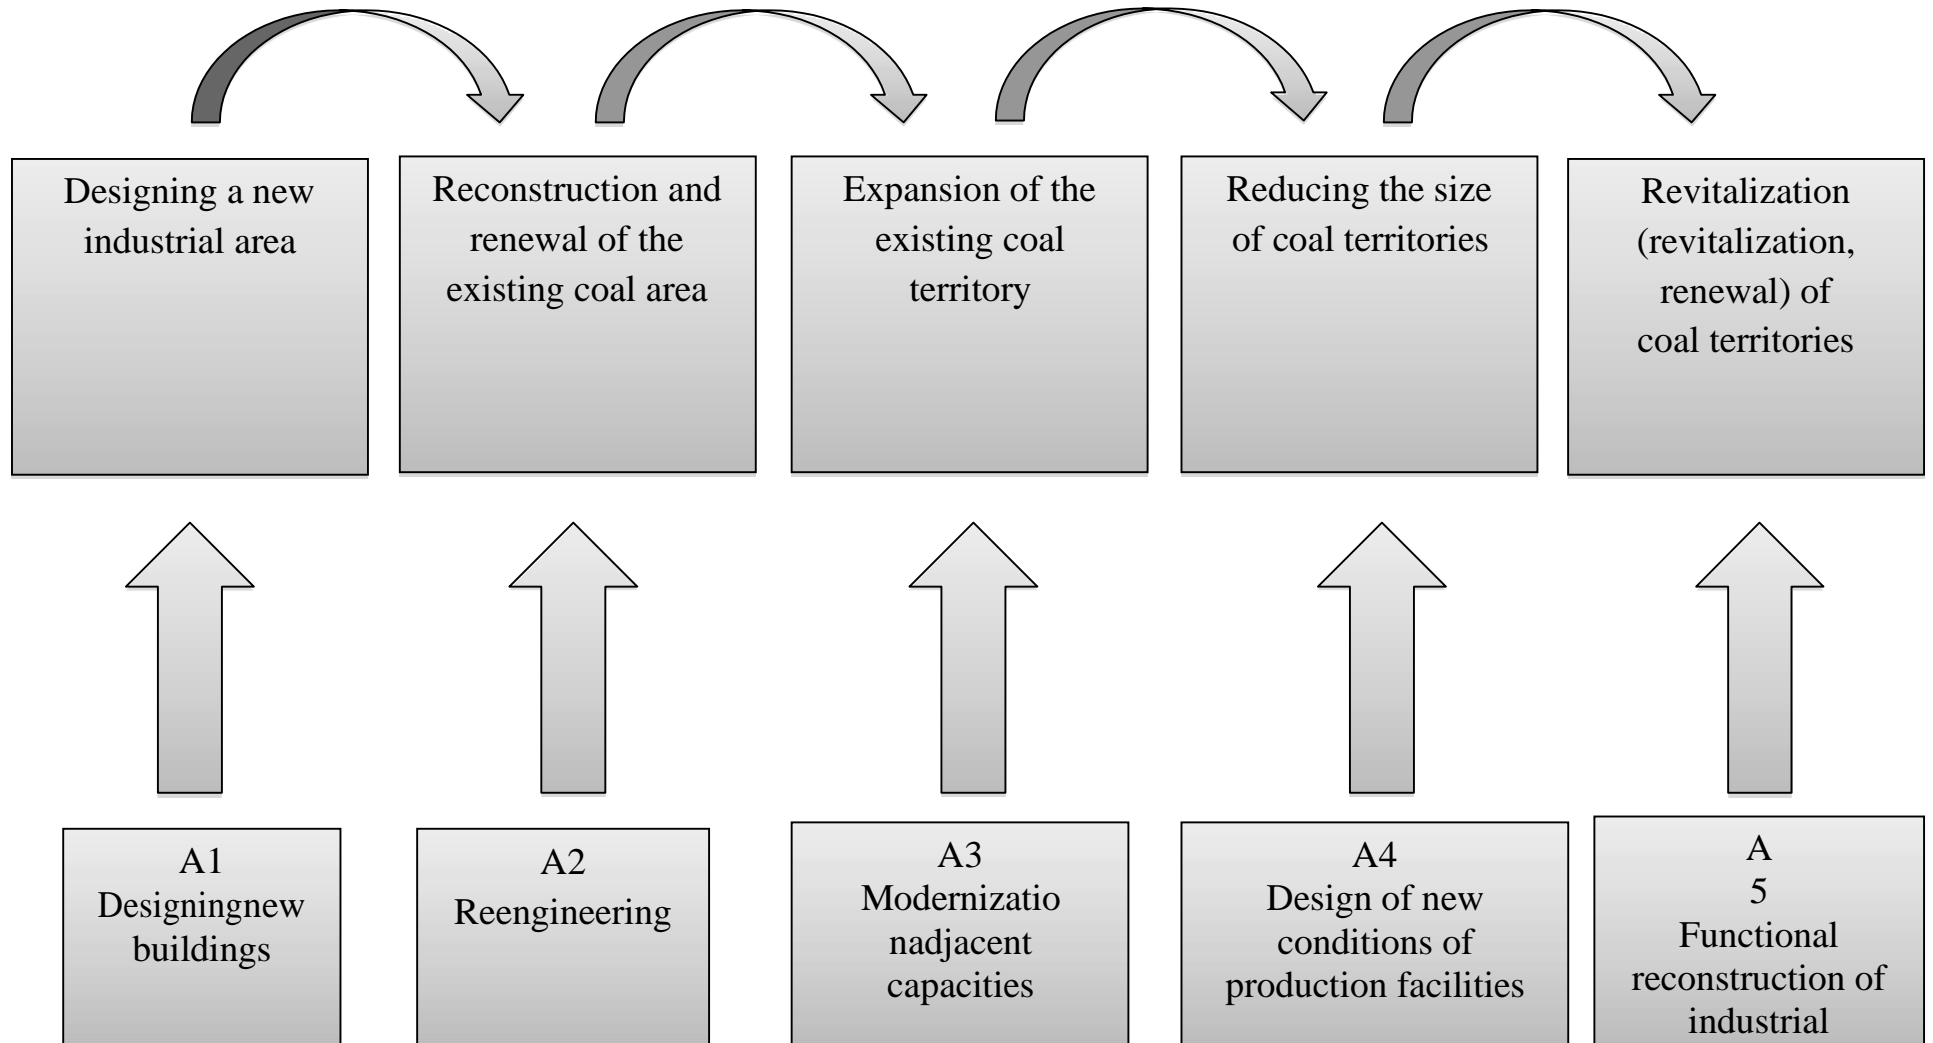 Designing a new
industrial area
Reconstruction and
renewal of the
existing coal area
Expansion of the
existing coal
territory
Reducing the size
of coal territories
Revitalization
(revitalization,
renewal) of
coal territories
A1
Designingnew
buildings
A2
Reengineering
A3
Modernizatio
nadjacent
capacities
A4
Design of new
conditions of
production facilities
A
5
Functional
reconstruction of
industrial